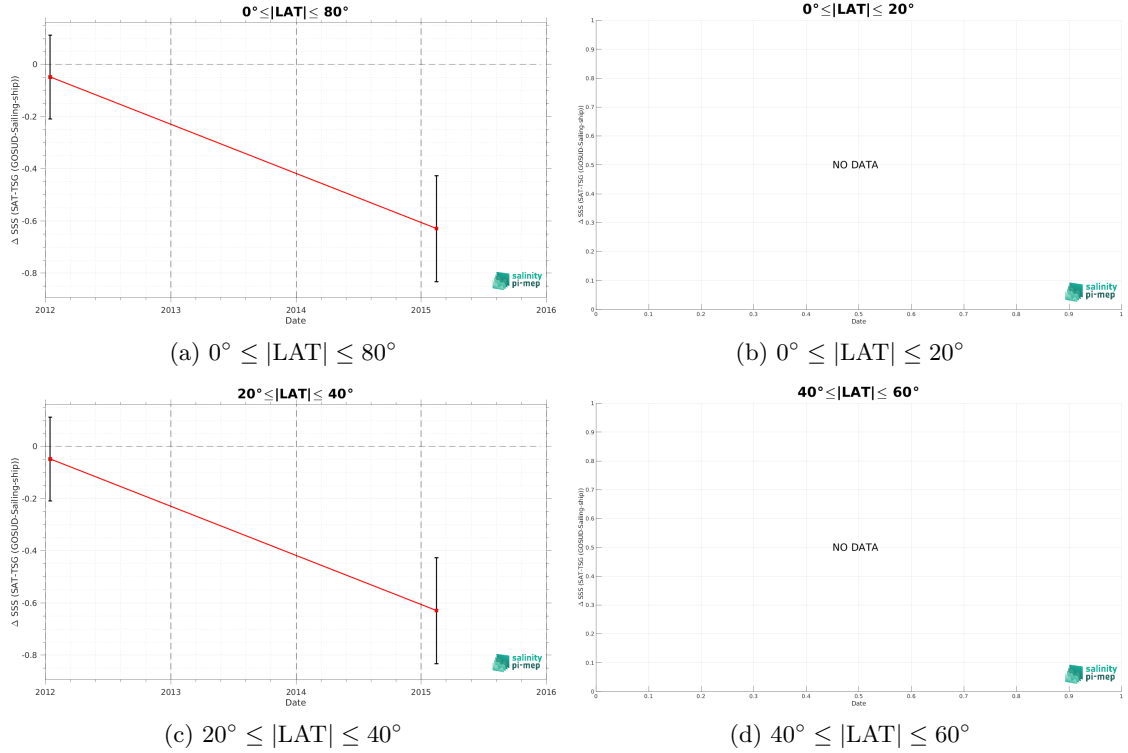 0°≤|LAT|≤ 80°
Δ SSS (SAT-TSG (GOSUD-Sailing-ship))
0
-0.2
-0.4
-0.6
-0.8
2012 2013 2014 2015 2016
Date
salinity
pi-mep
(a) 0° ≤ |LAT| ≤ 80°
0°≤|LAT|≤ 20°
Δ SSS (SAT-TSG (GOSUD-Sailing-ship))
1
0.9
0.8
0.7
0.6
0.5
0.4
0.3
0.2
0.1
0
NO DATA
0 0.1 0.2 0.3 0.4 0.5 0.6 0.7 0.8 0.9 1
Date
salinity
pi-mep
(b) 0° ≤ |LAT| ≤ 20°
20°≤|LAT|≤ 40°
Δ SSS (SAT-TSG (GOSUD-Sailing-ship))
0
-0.2
-0.4
-0.6
-0.8
2012 2013 2014 2015 2016
Date
salinity
pi-mep
(c) 20° ≤ |LAT| ≤ 40°
40°≤|LAT|≤ 60°
Δ SSS (SAT-TSG (GOSUD-Sailing-ship))
1
0.9
0.8
0.7
0.6
0.5
0.4
0.3
0.2
0.1
0
NO DATA
0 0.1 0.2 0.3 0.4 0.5 0.6 0.7 0.8 0.9 1
Date
salinity
pi-mep
(d) 40° ≤ |LAT| ≤ 60°